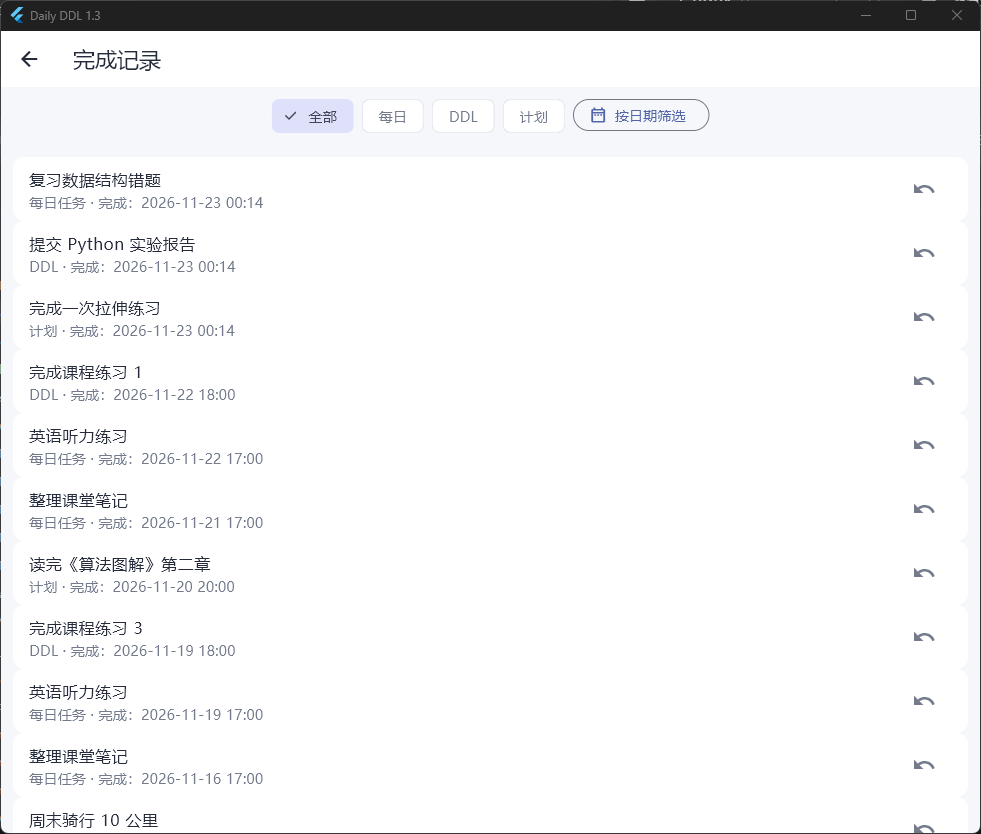 Daily DDL 1.3
完成记录
全部
每日
DDL
计划
按日期筛选
复习数据结构错题
每日任务 · 完成：2026-11-23 00:14
提交 Python 实验报告
DDL · 完成：2026-11-23 00:14
完成一次拉伸练习
计划 · 完成：2026-11-23 00:14
完成课程练习 1
DDL · 完成：2026-11-22 18:00
英语听力练习
每日任务 · 完成：2026-11-22 17:00
整理课堂笔记
每日任务 · 完成：2026-11-21 17:00
读完《算法图解》第二章
计划 · 完成：2026-11-20 20:00
完成课程练习 3
DDL · 完成：2026-11-19 18:00
英语听力练习
每日任务 · 完成：2026-11-19 17:00
整理课堂笔记
每日任务 · 完成：2026-11-16 17:00
周末骑行 10 公里